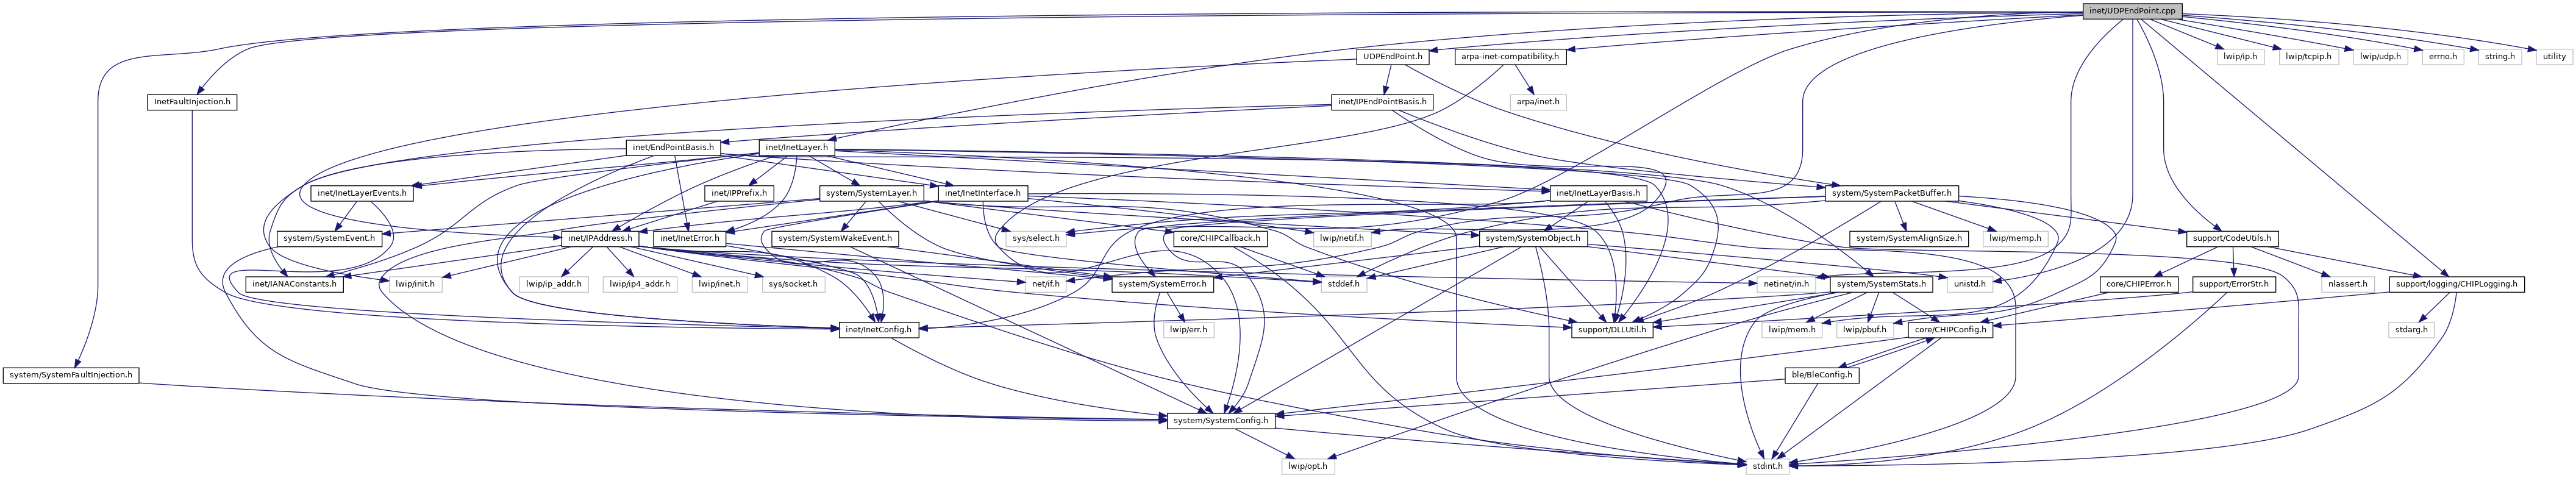 inet/UDPEndPoint.cpp
UDPEndPoint.h
arpa-inet-compatibility.h
lwip/ip.h
lwip/tcpip.h
lwip/udp.h
errno.h
string.h
utility
InetFaultInjection.h
inet/IPEndPointBasis.h
arpa/inet.h
inet/EndPointBasis.h
inet/InetLayer.h
inet/InetLayerEvents.h
inet/IPPrefix.h
system/SystemLayer.h
inet/InetInterface.h
inet/InetLayerBasis.h
system/SystemPacketBuffer.h
system/SystemEvent.h
inet/IPAddress.h
inet/InetError.h
system/SystemWakeEvent.h
sys/select.h
core/CHIPCallback.h
lwip/netif.h
system/SystemObject.h
system/SystemAlignSize.h
lwip/memp.h
support/CodeUtils.h
inet/IANAConstants.h
lwip/init.h
lwip/ip_addr.h
lwip/ip4_addr.h
lwip/inet.h
sys/socket.h
net/if.h
system/SystemError.h
stddef.h
netinet/in.h
system/SystemStats.h
unistd.h
core/CHIPError.h
support/ErrorStr.h
nlassert.h
support/logging/CHIPLogging.h
inet/InetConfig.h
lwip/err.h
support/DLLUtil.h
lwip/mem.h
lwip/pbuf.h
core/CHIPConfig.h
stdarg.h
system/SystemFaultInjection.h
ble/BleConfig.h
system/SystemConfig.h
lwip/opt.h
stdint.h